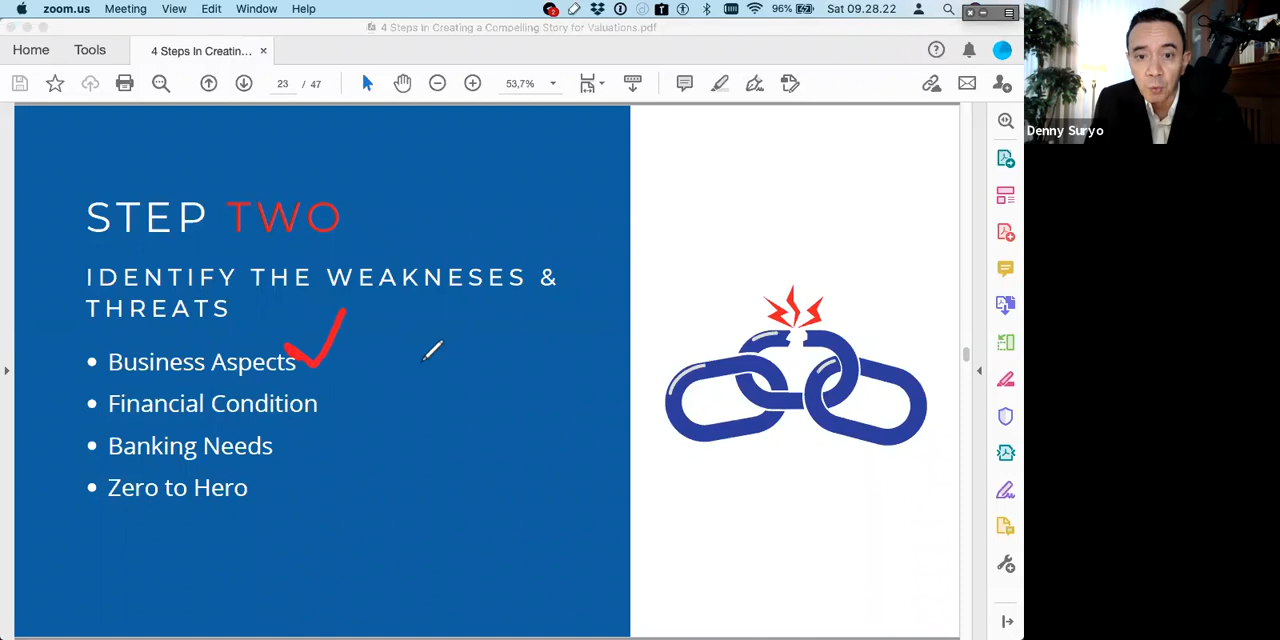 zoom.us Meeting View Edit Window Help 2 96% Sat 09.28.22
4 Steps In Creating a Compelling Story for Valuations.pdf
Home Tools 4 Steps In Creatin... ×
23 / 47 53,7%
Denny Suryo
STEP TWO
IDENTIFY THE WEAKNESES &
THREATS
• Business Aspects
• Financial Condition
• Banking Needs
• Zero to Hero